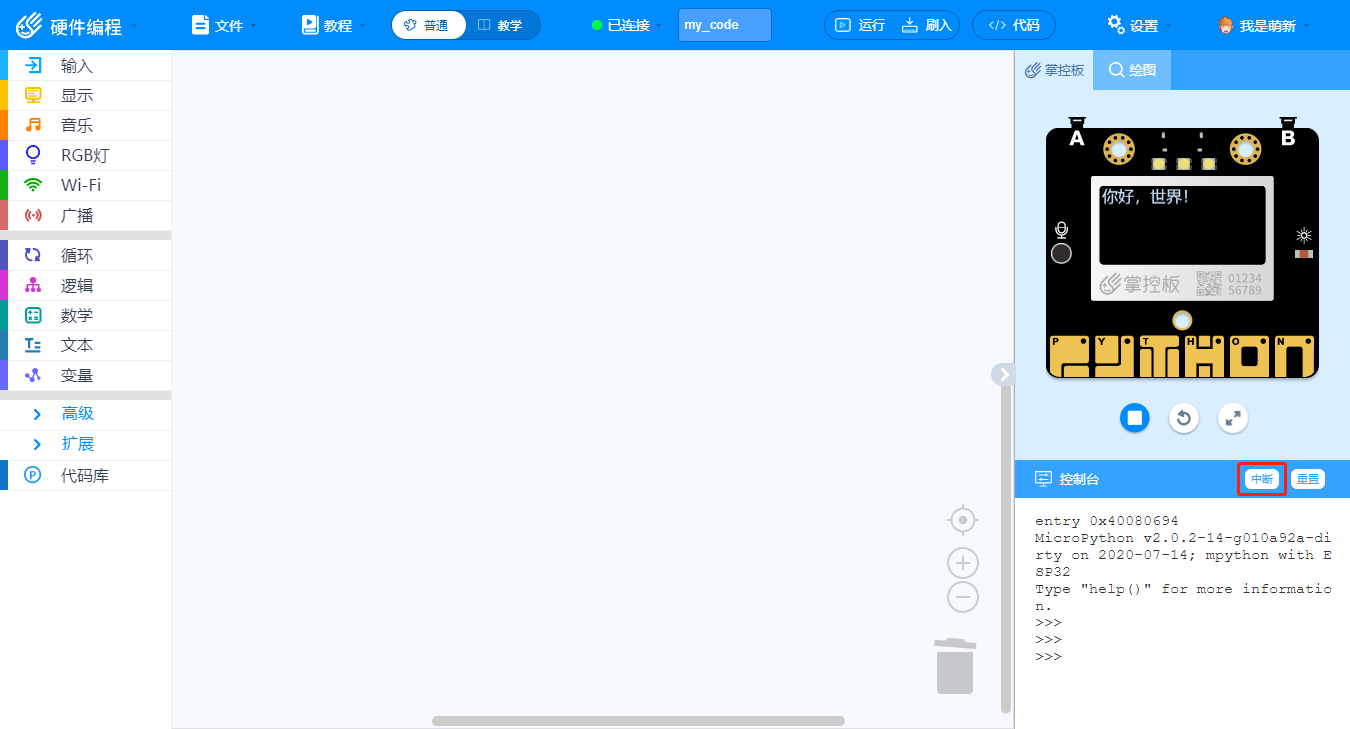 硬件编程 文件 教程 普通 教学 已连接 my_code 运行 刷入 代码 设置 我是萌新
输入
显示
音乐
RGB灯
Wi-Fi
广播
循环
逻辑
数学
文本
变量
高级
扩展
代码库
掌控板 绘图
A B
你好，世界！
掌控板 01234
56789
P Y T H O N
控制台 中断 重置
entry 0x40080694
MicroPython v2.0.2-14-g010a92a-di
rty on 2020-07-14; mpython with E
SP32
Type "help()" for more informatio
n.
>>>
>>>
>>>